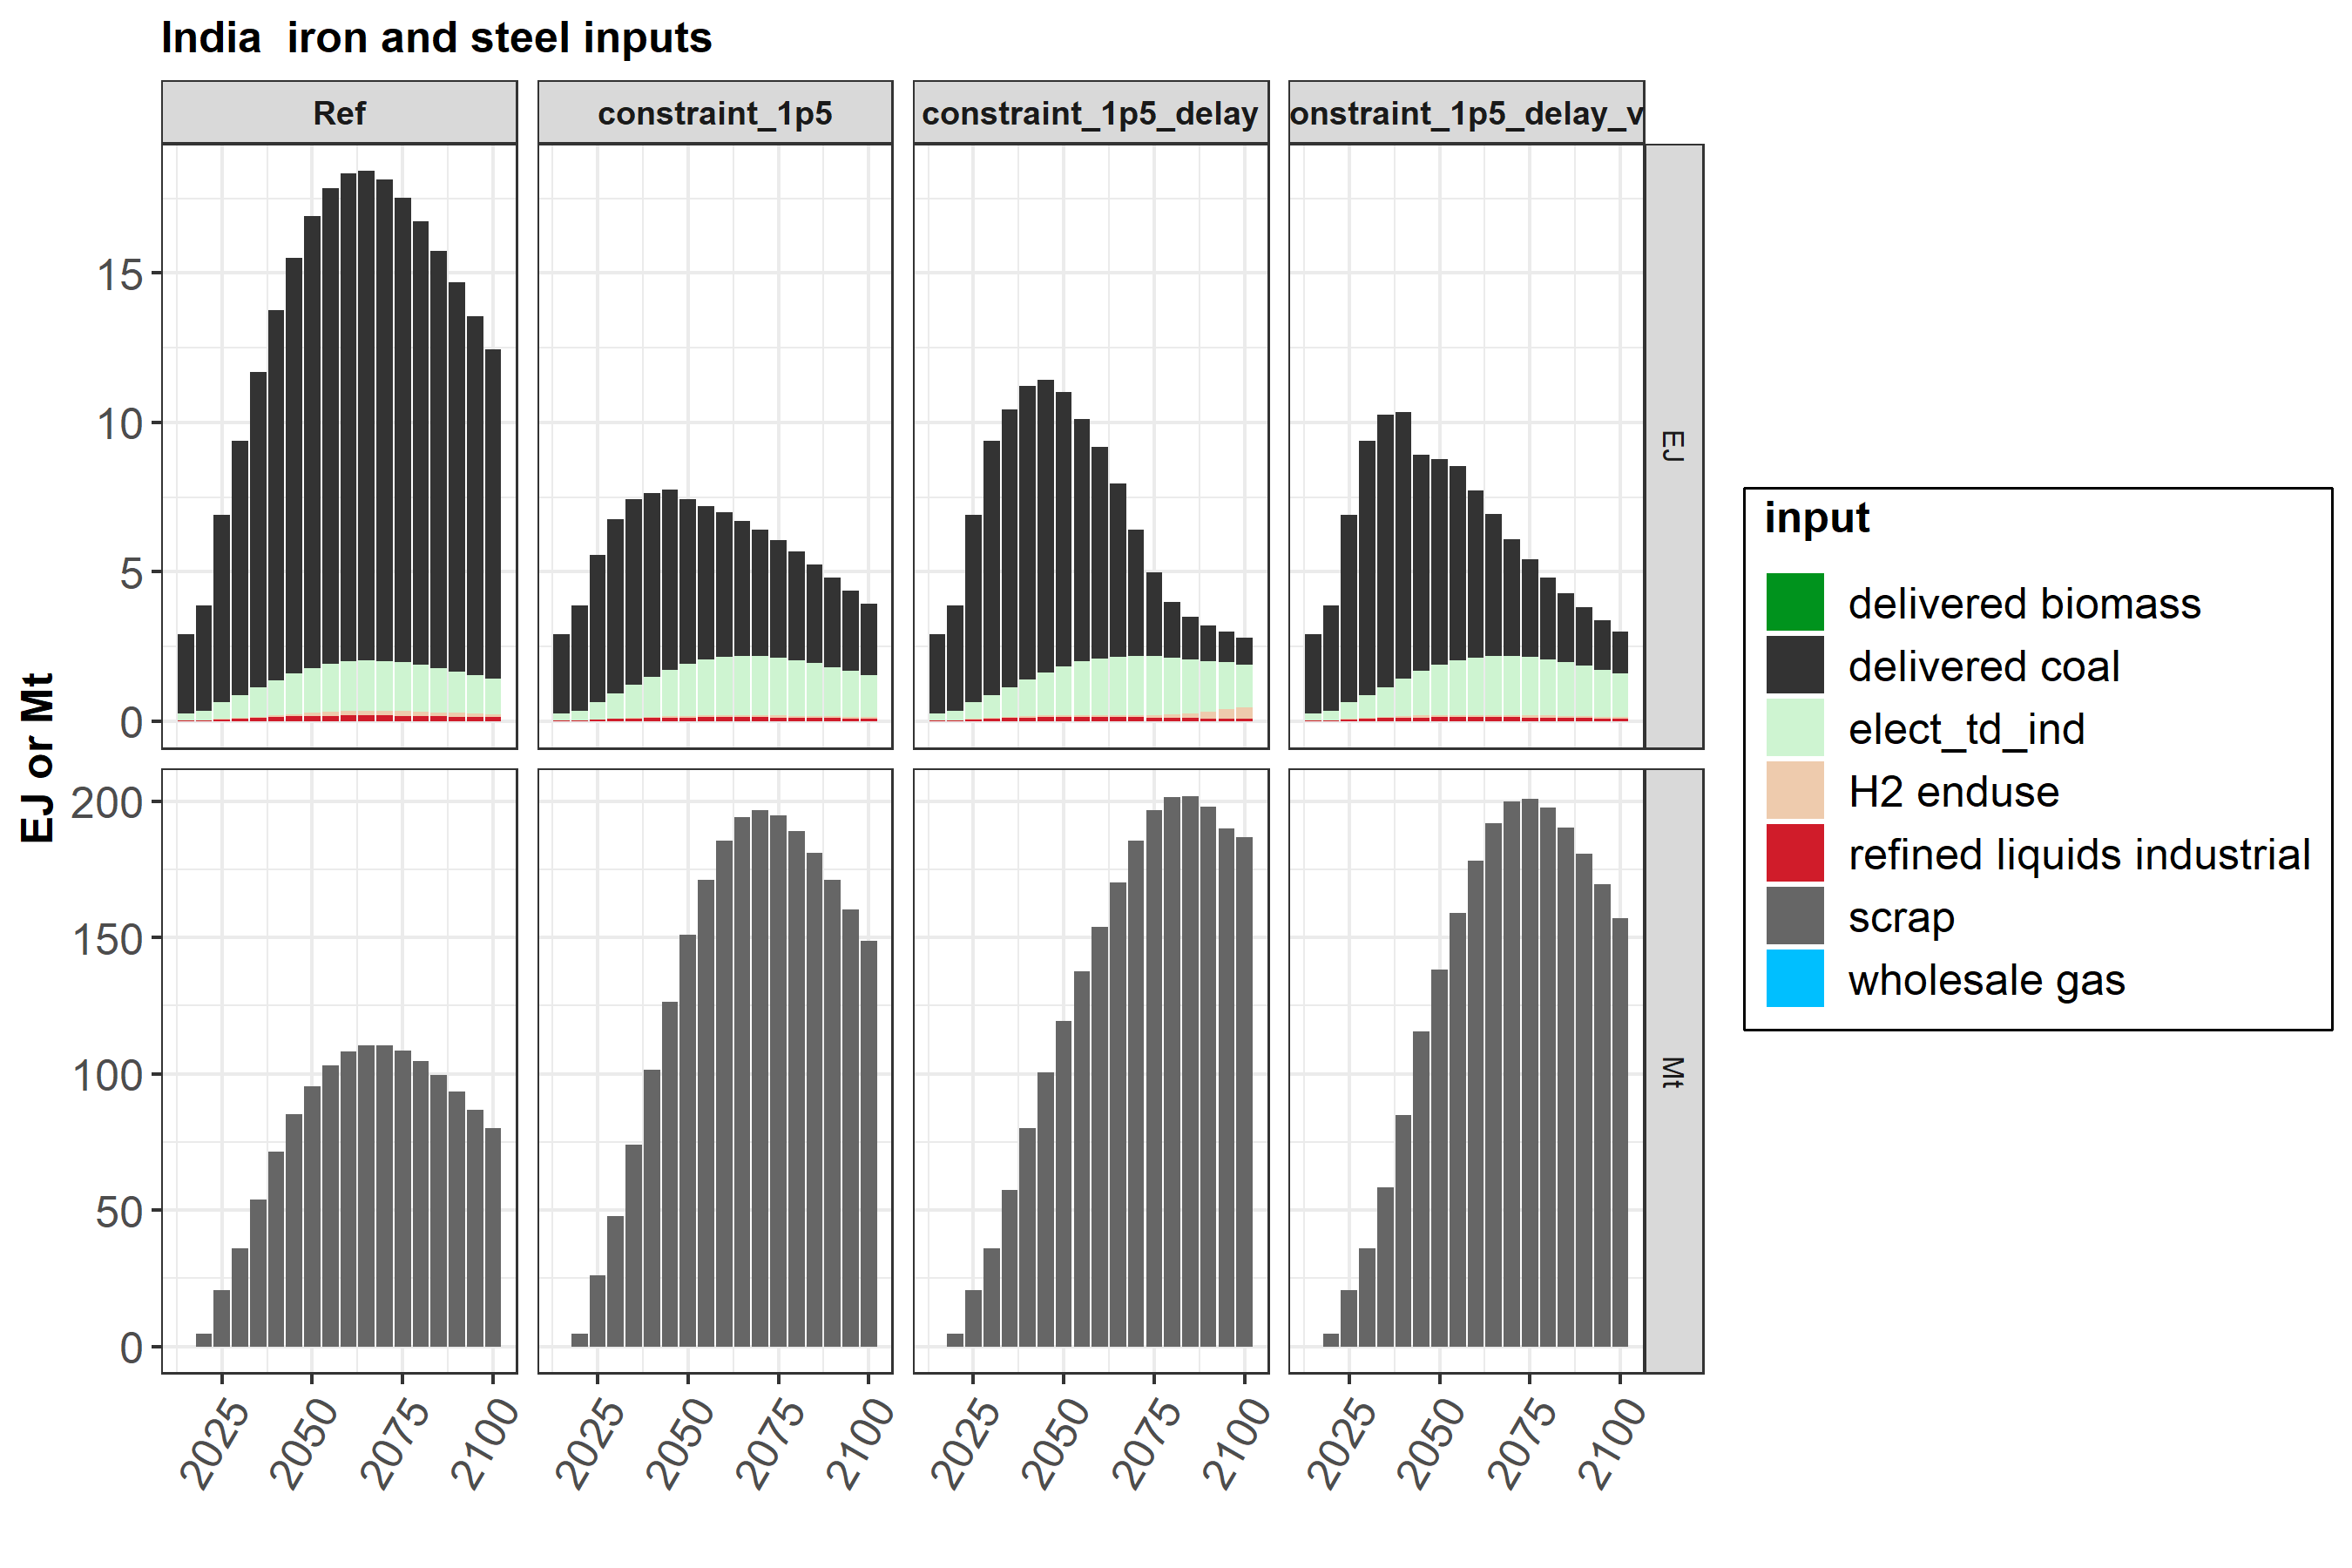 India  iron and steel inputs
Ref
constraint_1p5
constraint_1p5_delay
onstraint_1p5_delay_v
15
10
5
0
EJ
EJ or Mt
200
150
100
50
0
Mt
2025 2050 2075 2100
2025 2050 2075 2100
2025 2050 2075 2100
2025 2050 2075 2100
input
delivered biomass
delivered coal
elect_td_ind
H2 enduse
refined liquids industrial
scrap
wholesale gas